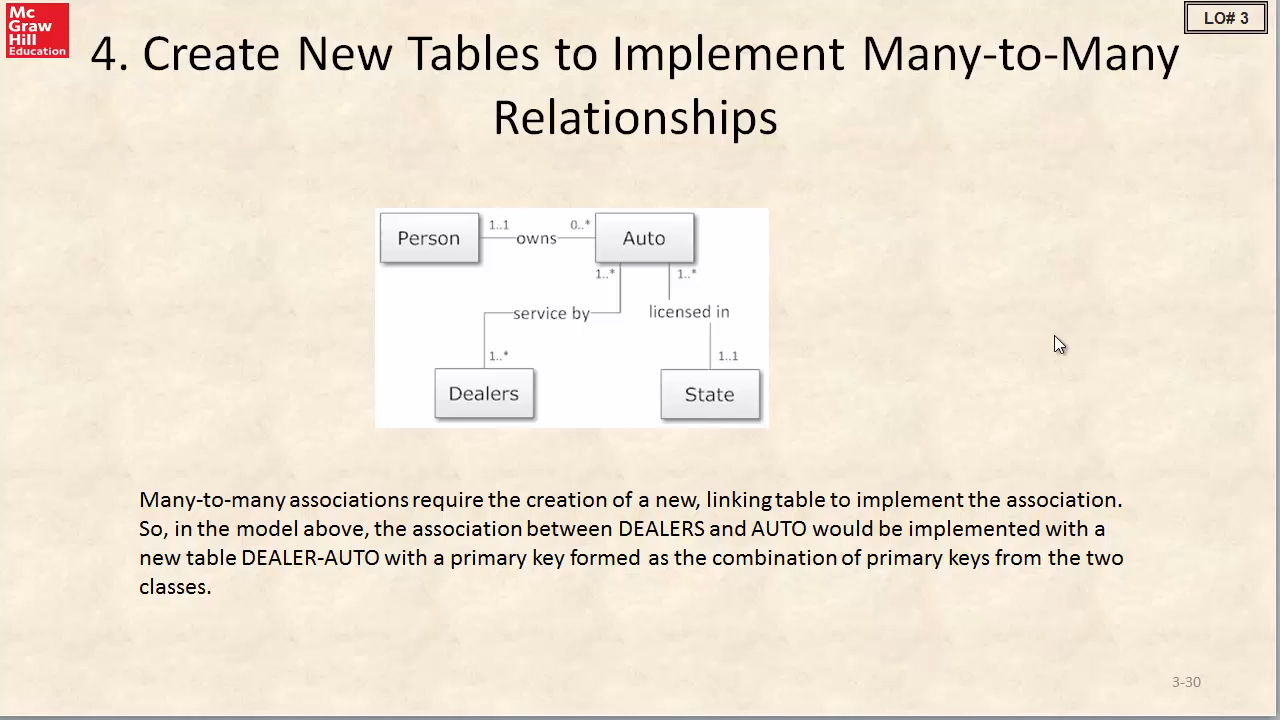 Mc
Graw
Hill
Education
LO# 3
4. Create New Tables to Implement Many-to-Many
Relationships
Person
1..1
owns
0..*
Auto
1..*
1..*
service by
licensed in
1..*
1..1
Dealers
State
Many-to-many associations require the creation of a new, linking table to implement the association.
So, in the model above, the association between DEALERS and AUTO would be implemented with a
new table DEALER-AUTO with a primary key formed as the combination of primary keys from the two
classes.
3-30